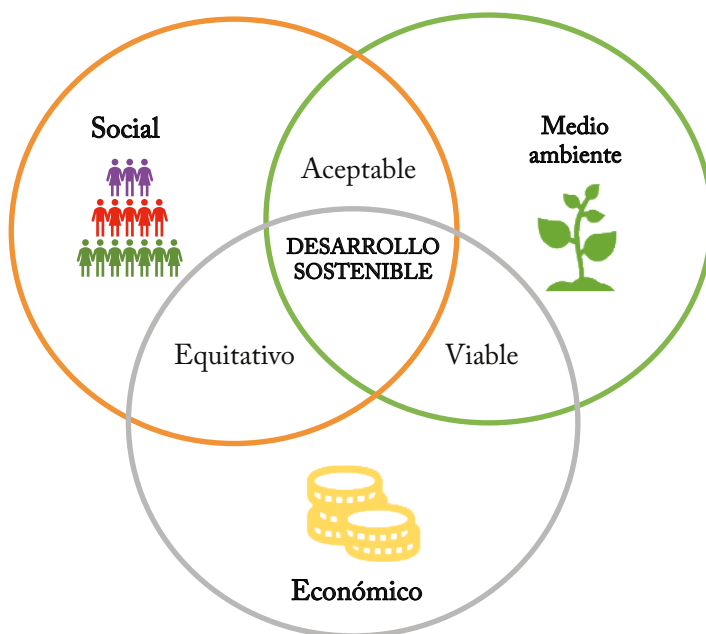 Social
Medio
ambiente
Aceptable
DESARROLLO
SOSTENIBLE
Equitativo
Viable
Económico